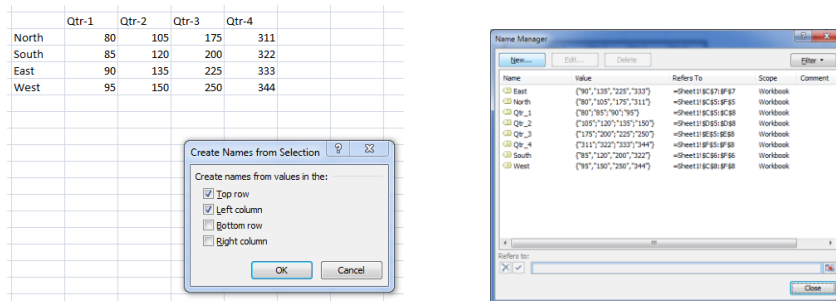 Qtr-1 Qtr-2 Qtr-3 Qtr-4
North 80 105 175 311
South 85 120 200 322
East 90 135 225 333
West 95 150 250 344
Create Names from Selection
Create names from values in the:
Top row
Left column
Bottom row
Right column
OK Cancel
Name Manager
New... Edit... Delete Filter
Name Value Refers To Scope Comment
East {"90","135","225","333"} =Sheet1!$C$7:$F$7 Workbook
North {"80","105","175","311"} =Sheet1!$C$5:$F$5 Workbook
Qtr_1 {"80";"85";"90";"95"} =Sheet1!$C$5:$C$8 Workbook
Qtr_2 {"105";"120";"135";"150"} =Sheet1!$D$5:$D$8 Workbook
Qtr_3 {"175";"200";"225";"250"} =Sheet1!$E$5:$E$8 Workbook
Qtr_4 {"311";"322";"333";"344"} =Sheet1!$F$5:$F$8 Workbook
South {"85","120","200","322"} =Sheet1!$C$6:$F$6 Workbook
West {"95","150","250","344"} =Sheet1!$C$8:$F$8 Workbook
Refers to:
Close